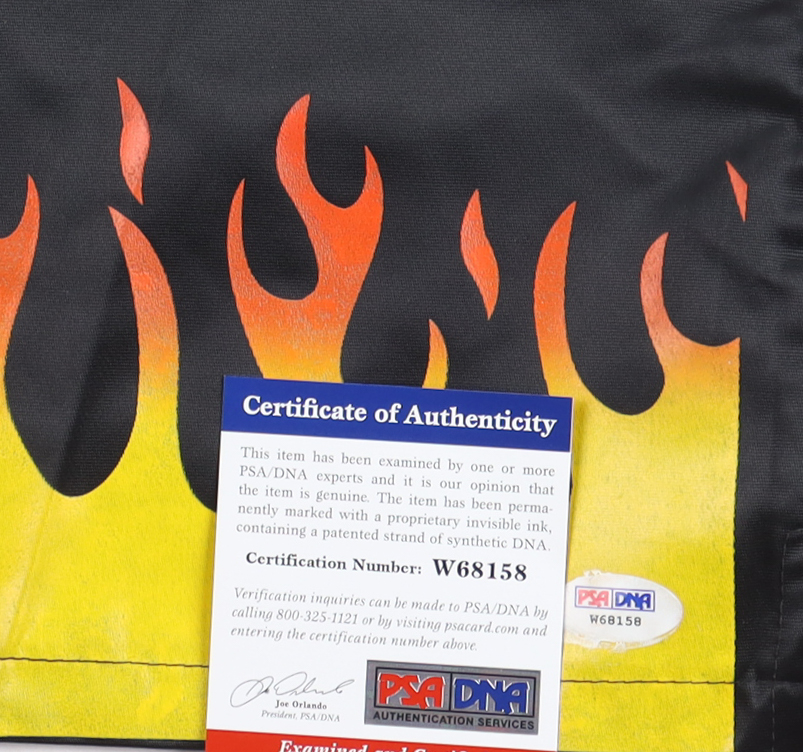 Certificate of Authenticity
This item has been examined by one or more
PSA/DNA experts and it is our opinion that
the item is genuine. The item has been perma-
nently marked with a proprietary invisible ink,
containing a patented strand of synthetic DNA.
Certification Number: W68158
Verification inquiries can be made to PSA/DNA by
calling 800-325-1121 or by visiting psacard.com and
entering the certification number above.
Joe Orlando
President, PSA/DNA
PSA DNA
AUTHENTICATION SERVICES
Examined and
PSA DNA
W68158